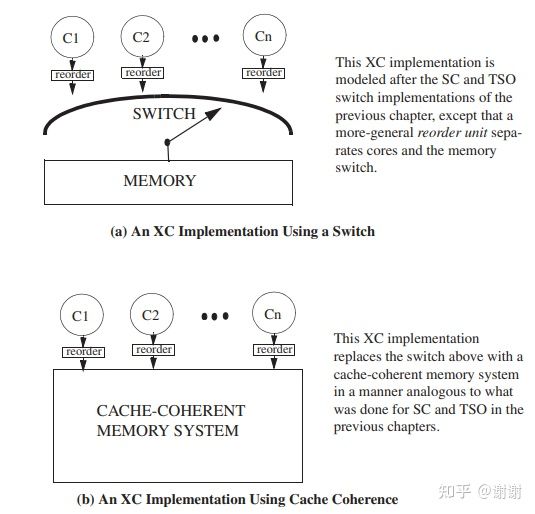 C1
C2
Cn
reorder
reorder
reorder
SWITCH
MEMORY
This XC implementation is
modeled after the SC and TSO
switch implementations of the
previous chapter, except that a
more-general reorder unit sepa-
rates cores and the memory
switch.
(a) An XC Implementation Using a Switch
C1
C2
Cn
reorder
reorder
reorder
CACHE-COHERENT
MEMORY SYSTEM
This XC implementation
replaces the switch above with a
cache-coherent memory system
in a manner analogous to what
was done for SC and TSO in the
previous chapters.
(b) An XC Implementation Using Cache Coherence
知乎 @谢谢